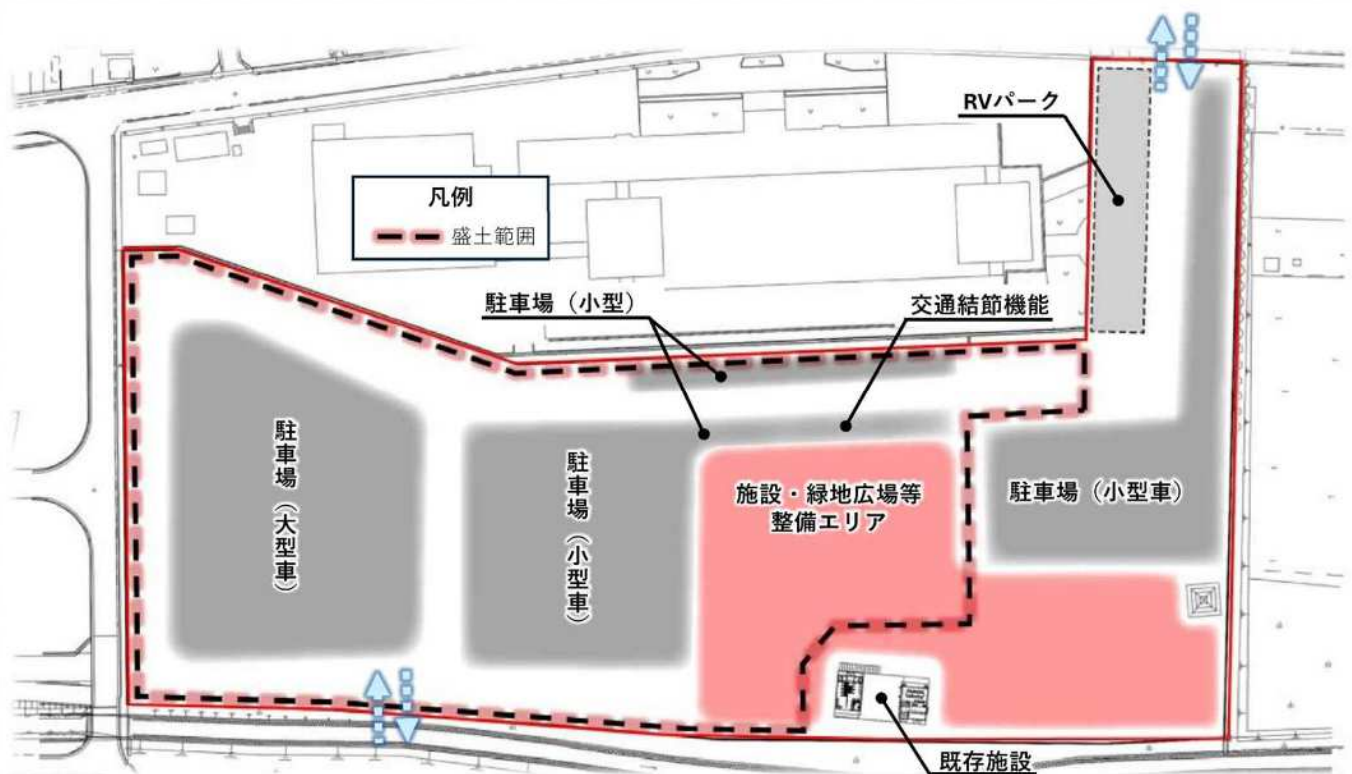 RVパーク
凡例
盛土範囲
駐車場（小型）
交通結節機能
駐車場（大型車）
駐車場（小型車）
施設・緑地広場等
整備エリア
駐車場（小型車）
既存施設